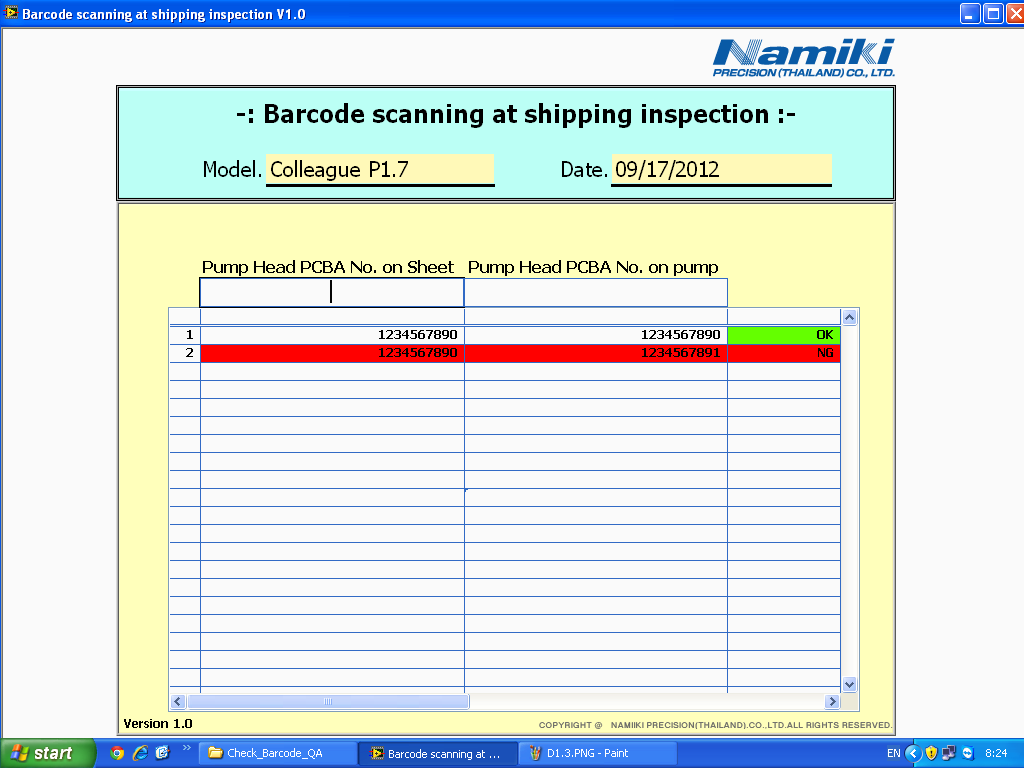 Barcode scanning at shipping inspection V1.0
Namiki
PRECISION (THAILAND) CO., LTD.
-: Barcode scanning at shipping inspection :-
Model. Colleague P1.7 Date. 09/17/2012
Pump Head PCBA No. on Sheet Pump Head PCBA No. on pump
1 1234567890 1234567890 OK
2 1234567890 1234567891 NG
Version 1.0 COPYRIGHT @ NAMIIKI PRECISION(THAILAND).CO.,LTD.ALL RIGHTS RESERVED.
start Check_Barcode_QA Barcode scanning at ... D1.3.PNG - Paint EN 8:24